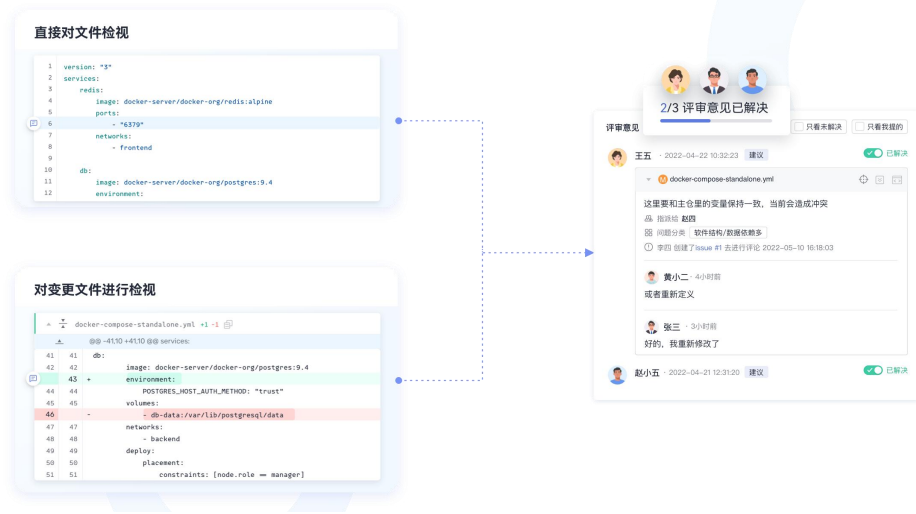 直接对文件检视
1 version: "3"
2 services:
3 redis:
4 image: docker-server/docker-org/redis:alpine
5 ports:
6 - "6379"
7 networks:
8 - frontend
9
10 db:
11 image: docker-server/docker-org/postgres:9.4
12 environment:
对变更文件进行检视
docker-compose-standalone.yml +1 -1
@@ -41,10 +41,10 @@ services:
41 41 db:
42 42 image: docker-server/docker-org/postgres:9.4
43 + environment:
44 44 POSTGRES_HOST_AUTH_METHOD: "trust"
45 45 volumes:
46 - - db-data:/var/lib/postgresql/data
47 47 networks:
48 48 - backend
49 49 deploy:
50 50 placement:
51 51 constraints: [node.role == manager]
2/3 评审意见已解决
评审意见 只看未解决 只看我提的
王五 · 2022-04-22 10:32:23 建议 已解决
docker-compose-standalone.yml
这里要和主仓里的变量保持一致，当前会造成冲突
指派给 赵四
问题分类 软件结构/数据依赖多
李四 创建了issue #1 去进行评论 2022-05-10 16:18:03
黄小二 · 4小时前
或者重新定义
张三 · 3小时前
好的，我重新修改了
赵小五 · 2022-04-21 12:31:20 建议 已解决